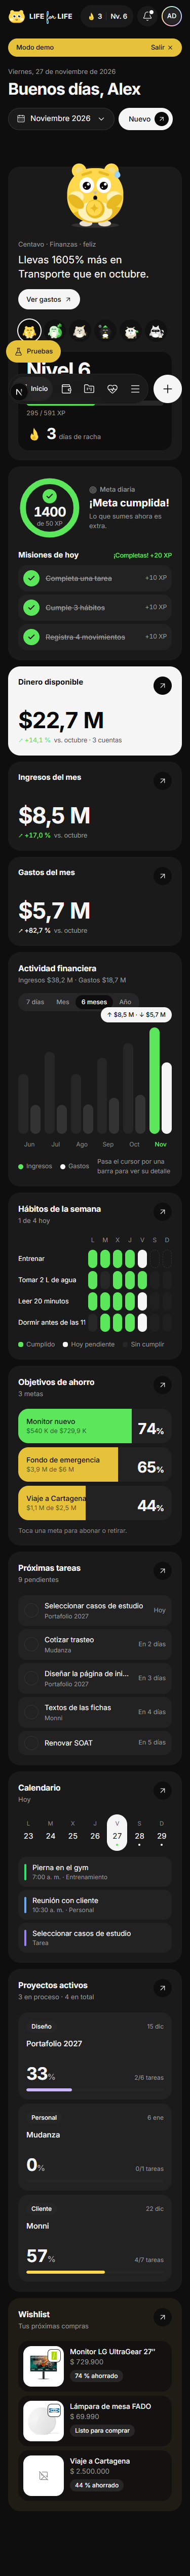 LIFE for LIFE
3 Nv. 6
AD
Modo demo
Salir ×
Viernes, 27 de noviembre de 2026
Buenos días, Alex
Noviembre 2026
Nuevo
Centavo · Finanzas · feliz
Llevas 1605% más en
Transporte que en octubre.
Ver gastos
Pruebas
Nivel 6
N
Inicio
295 / 591 XP
3 días de racha
1400
de 50 XP
Meta diaria
¡Meta cumplida!
Lo que sumes ahora es
extra.
Misiones de hoy
¡Completas! +20 XP
Completa una tarea
+10 XP
Cumple 3 hábitos
+10 XP
Registra 4 movimientos
+10 XP
Dinero disponible
$22,7 M
+14,1 % vs. octubre · 3 cuentas
Ingresos del mes
$8,5 M
+17,0 % vs. octubre
Gastos del mes
$5,7 M
+82,7 % vs. octubre
Actividad financiera
Ingresos $38,2 M · Gastos $18,7 M
7 días
Mes
6 meses
Año
↑ $8,5 M · ↓ $5,7 M
Jun
Jul
Ago
Sep
Oct
Nov
Ingresos
Gastos
Pasa el cursor por una
barra para ver su detalle
Hábitos de la semana
1 de 4 hoy
L M X J V S D
Entrenar
Tomar 2 L de agua
Leer 20 minutos
Dormir antes de las 11
Cumplido
Hoy pendiente
Sin cumplir
Objetivos de ahorro
3 metas
Monitor nuevo
$540 K de $729,9 K
74%
Fondo de emergencia
$3,9 M de $6 M
65%
Viaje a Cartagena
$1,1 M de $2,5 M
44%
Toca una meta para abonar o retirar.
Próximas tareas
9 pendientes
Seleccionar casos de estudio
Portafolio 2027
Hoy
Cotizar trasteo
Mudanza
En 2 días
Diseñar la página de ini...
Portafolio 2027
En 3 días
Textos de las fichas
Monni
En 4 días
Renovar SOAT
En 5 días
Calendario
Hoy
L M X J V S D
23 24 25 26 27 28 29
Pierna en el gym
7:00 a. m. · Entrenamiento
Reunión con cliente
10:30 a. m. · Personal
Seleccionar casos de estudio
Tarea
Proyectos activos
3 en proceso · 4 en total
Diseño
15 dic
Portafolio 2027
33%
2/6 tareas
Personal
6 ene
Mudanza
0%
0/1 tareas
Cliente
22 dic
Monni
57%
4/7 tareas
Wishlist
Tus próximas compras
Monitor LG UltraGear 27"
$ 729.900
74 % ahorrado
Lámpara de mesa FADO
$ 69.990
Listo para comprar
Viaje a Cartagena
$ 2.500.000
44 % ahorrado